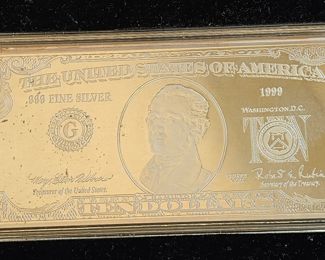 THE UNITED STATES OF AMERICA
999 FINE SILVER
1999
WASHINGTON, D.C.
G
TEN
Treasurer of the United States.
Robert E. Rubin
Secretary of the Treasury.
TEN DOLLARS